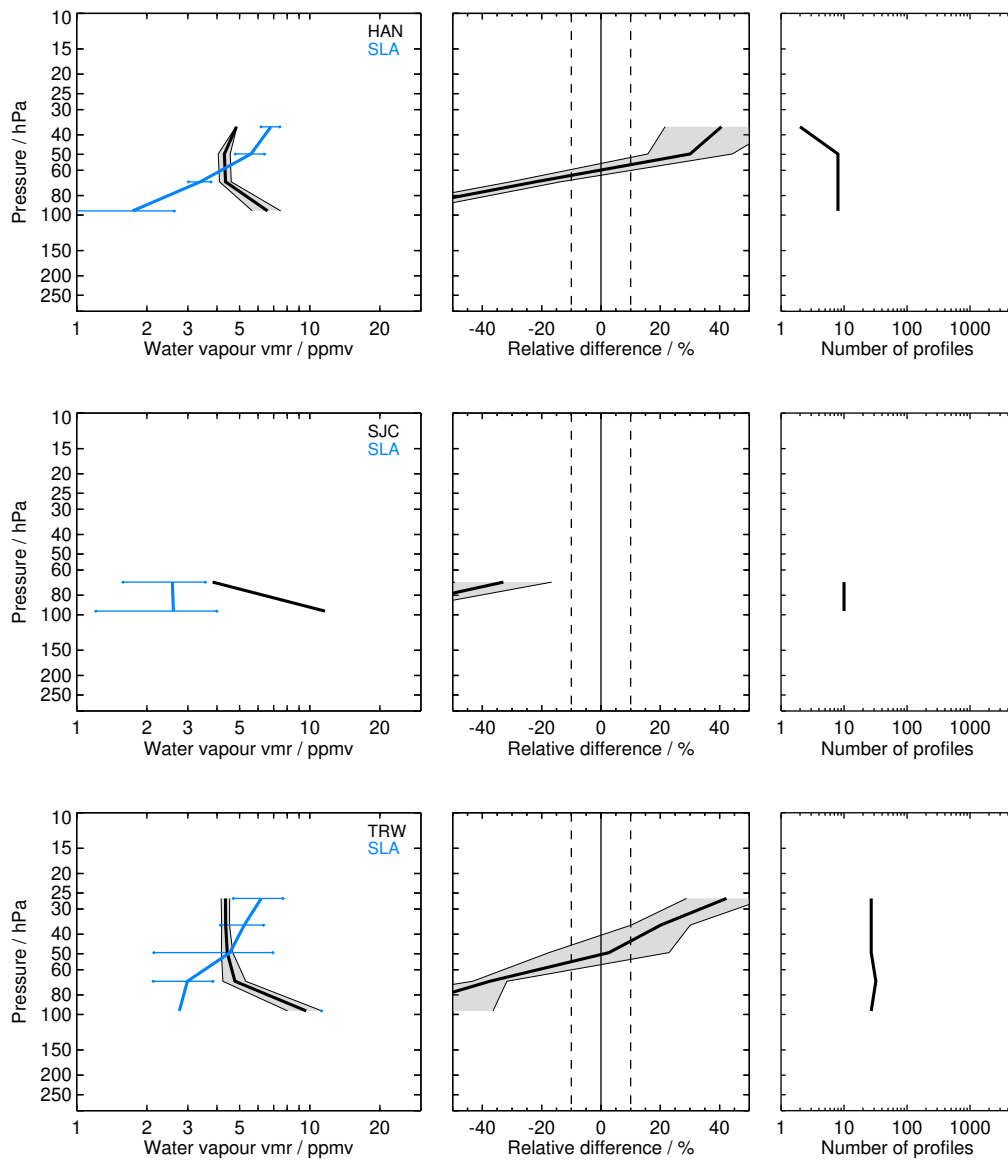 HAN
SLA
Pressure / hPa
10
15
20
25
30
40
50
60
80
100
150
200
250
1 2 3 5 10 20
Water vapour vmr / ppmv
-40 -20 0 20 40
Relative difference / %
1 10 100 1000
Number of profiles
SJC
SLA
Pressure / hPa
10
15
20
25
30
40
50
60
80
100
150
200
250
1 2 3 5 10 20
Water vapour vmr / ppmv
-40 -20 0 20 40
Relative difference / %
1 10 100 1000
Number of profiles
TRW
SLA
Pressure / hPa
10
15
20
25
30
40
50
60
80
100
150
200
250
1 2 3 5 10 20
Water vapour vmr / ppmv
-40 -20 0 20 40
Relative difference / %
1 10 100 1000
Number of profiles